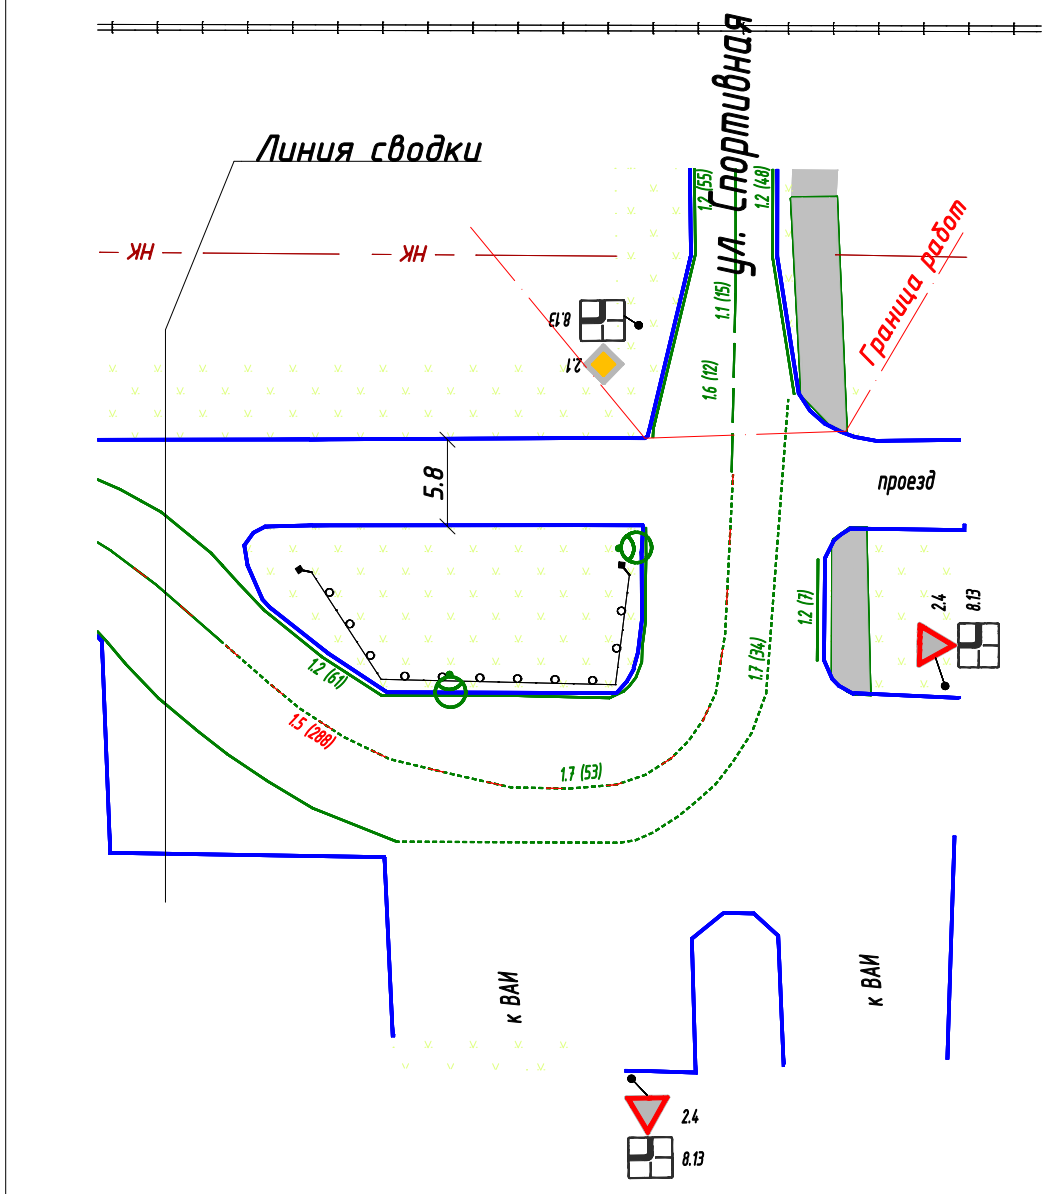 ул. Спортивная
Линия сводки
1.2 (55)
1.2 (48)
НК
НК
Граница работ
1.1 (15)
8.13
2.1
1.6 (12)
5.8
проезд
1.2 (7)
2.4
8.13
1.2 (61)
1.7 (34)
1.5 (288)
1.7 (53)
к ВАИ
к ВАИ
2.4
8.13